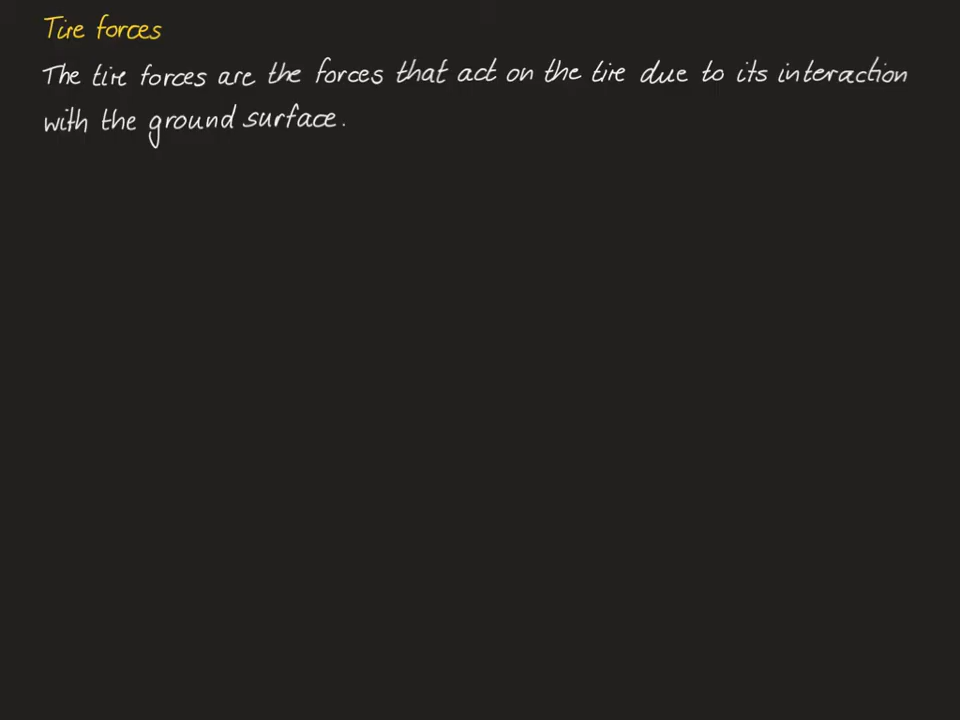 Tire forces
The tire forces are the forces that act on the tire due to its interaction
with the ground surface.